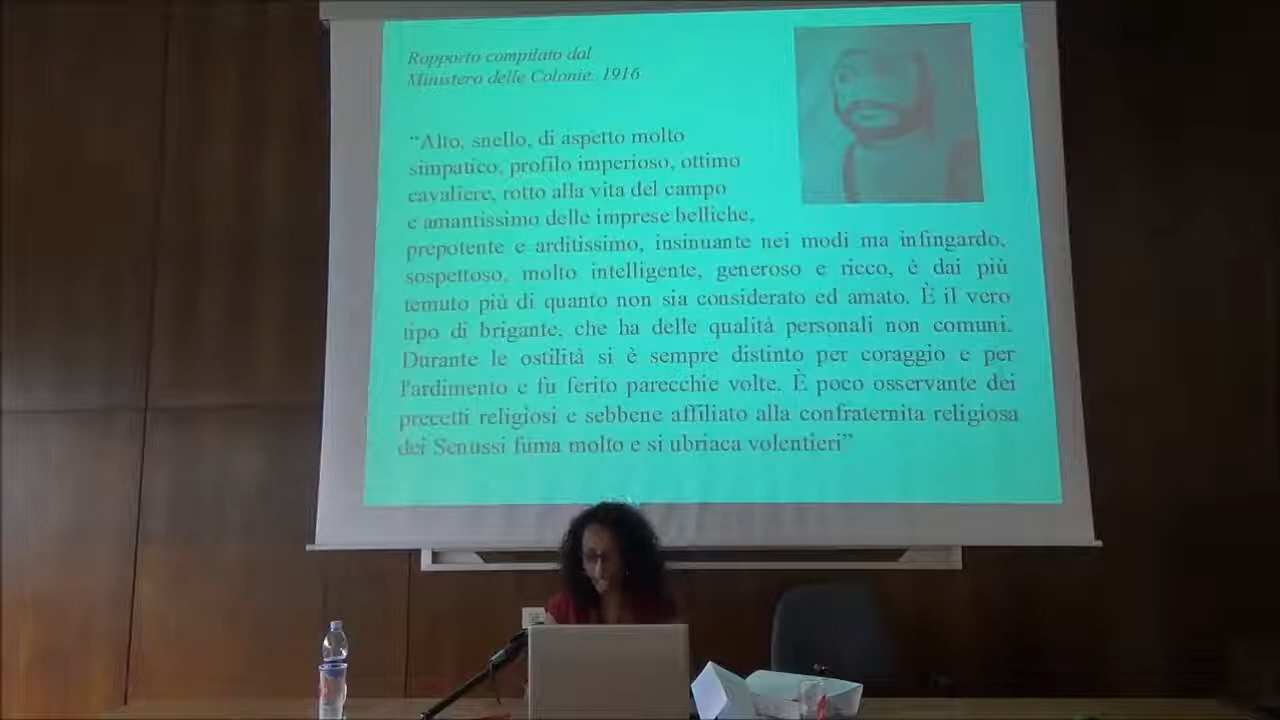 Rapporto compilato dal
Ministero delle Colonie. 1916
“Alto, snello, di aspetto molto
simpatico, profilo imperioso, ottimo
cavaliere, rotto alla vita del campo
e amantissimo delle imprese belliche,
prepotente e arditissimo, insinuante nei modi ma infingardo,
sospettoso, molto intelligente, generoso e ricco, è dai più
temuto più di quanto non sia considerato ed amato. È il vero
tipo di brigante, che ha delle qualità personali non comuni.
Durante le ostilità si è sempre distinto per coraggio e per
l'ardimento e fu ferito parecchie volte. È poco osservante dei
precetti religiosi e sebbene affiliato alla confraternita religiosa
dei Senussi fuma molto e si ubriaca volentieri”